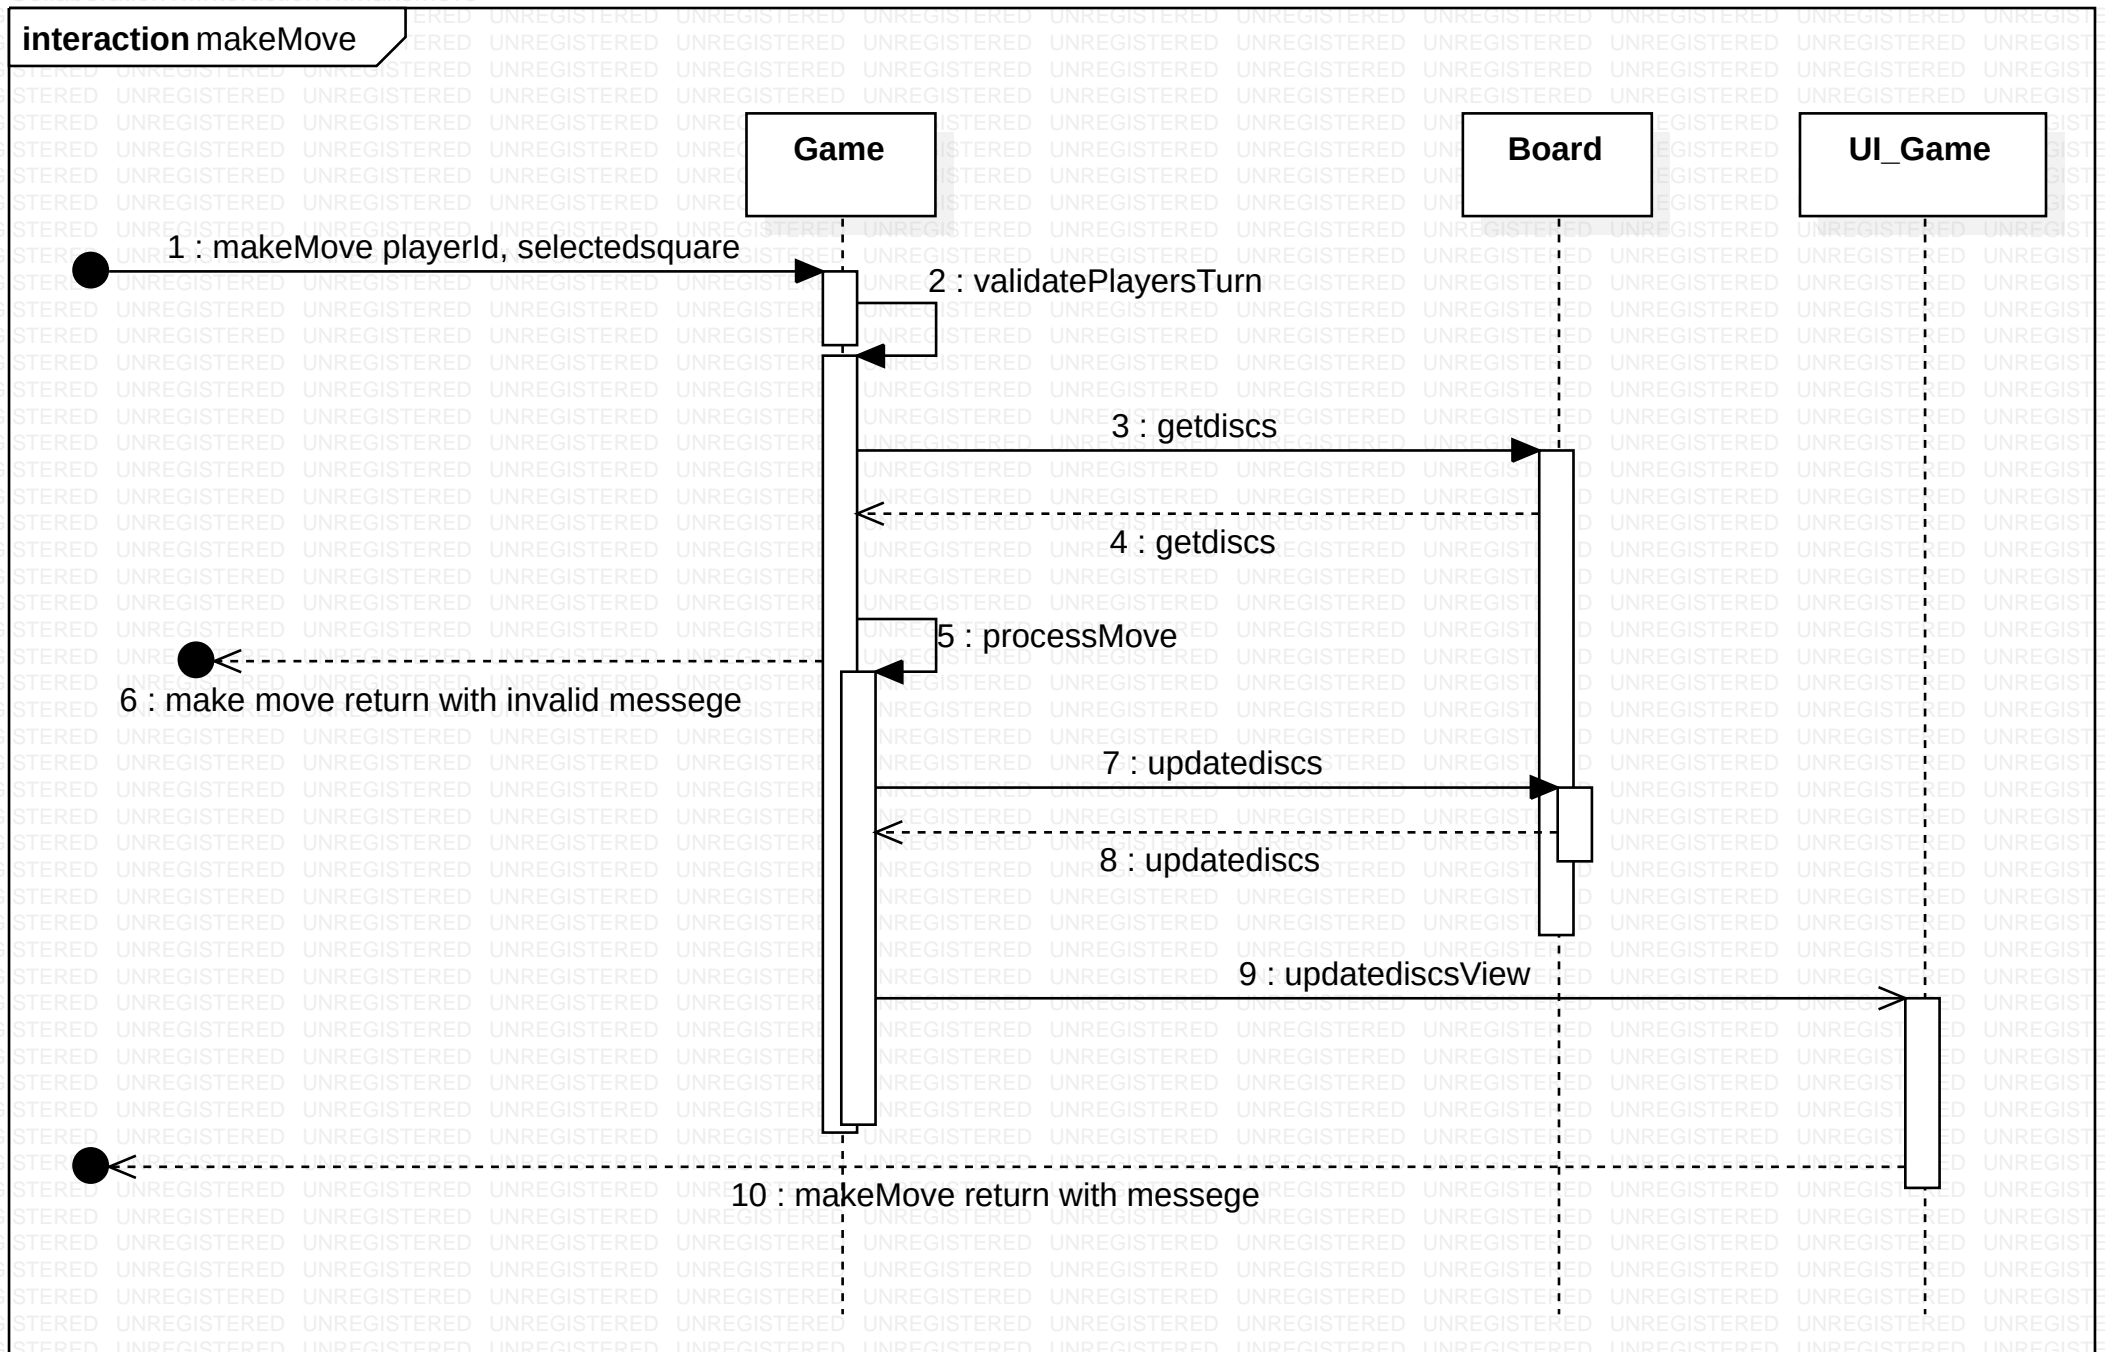 interaction makeMove
Game
Board
UI_Game
1 : makeMove playerId, selectedsquare
2 : validatePlayersTurn
3 : getdiscs
4 : getdiscs
5 : processMove
6 : make move return with invalid messege
7 : updatediscs
8 : updatediscs
9 : updatediscsView
10 : makeMove return with messege
UNREGISTERED